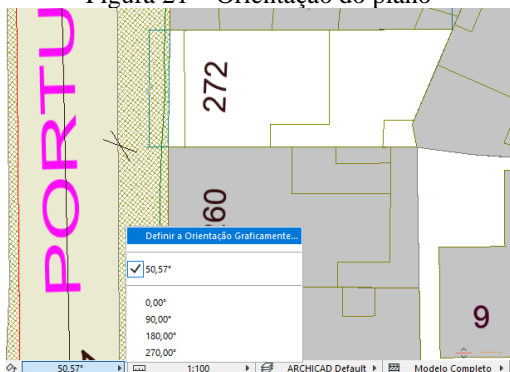 Figura 21 – Orientação do plano
PORTU
272
260
Definir a Orientação Graficamente...
50,57°
0,00°
90,00°
180,00°
270,00°
9
50,57°
1:100
ARCHICAD Default
Modelo Completo